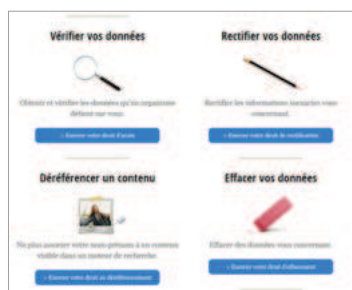 Vérifier vos données
Rectifier vos données
Obtenir et vérifier les données qu'un organisme
détient sur vous.
Rectifier les informations inexactes vous
concernant.
> Exercer votre droit d'accès
> Exercer votre droit de rectification
Déréférencer un contenu
Effacer vos données
Ne plus associer votre nom-prénom à un contenu
visible dans un moteur de recherche
Effacer des données vous concernant.
> Exercer votre droit au déréférencement
> Exercer votre droit d'effacement